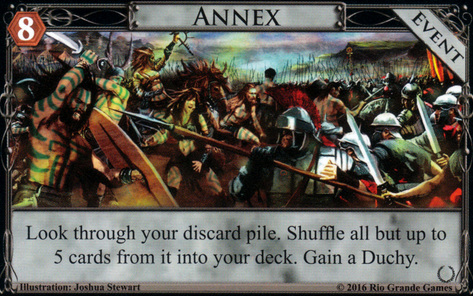 8
ANNEX
EVENT
Look through your discard pile. Shuffle all but up to
5 cards from it into your deck. Gain a Duchy.
Illustration: Joshua Stewart
© 2016 Rio Grande Games